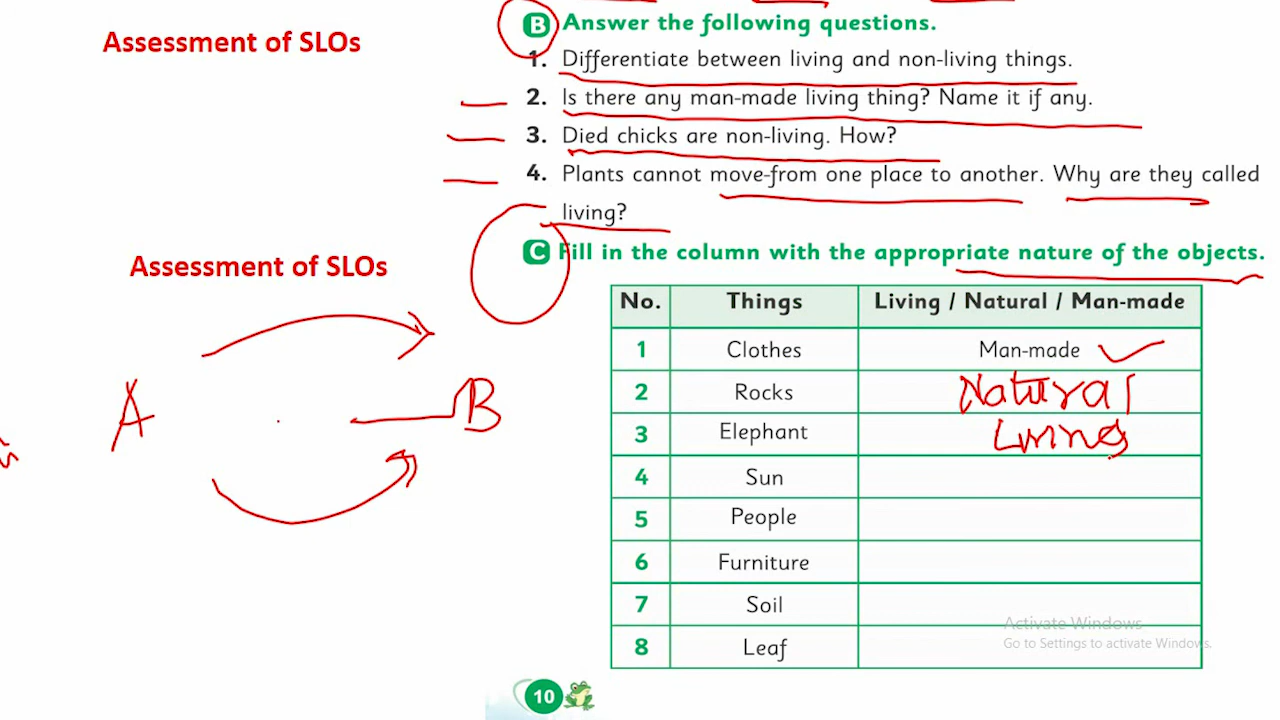 Assessment of SLOs
B Answer the following questions.
1. Differentiate between living and non-living things.
2. Is there any man-made living thing? Name it if any.
3. Died chicks are non-living. How?
4. Plants cannot move-from one place to another. Why are they called
living?
Assessment of SLOs
C Fill in the column with the appropriate nature of the objects.
No. Things Living / Natural / Man-made
1 Clothes Man-made
2 Rocks Natural
3 Elephant Living
4 Sun
5 People
6 Furniture
7 Soil
8 Leaf
A B
Activate Windows
Go to Settings to activate Windows.
10